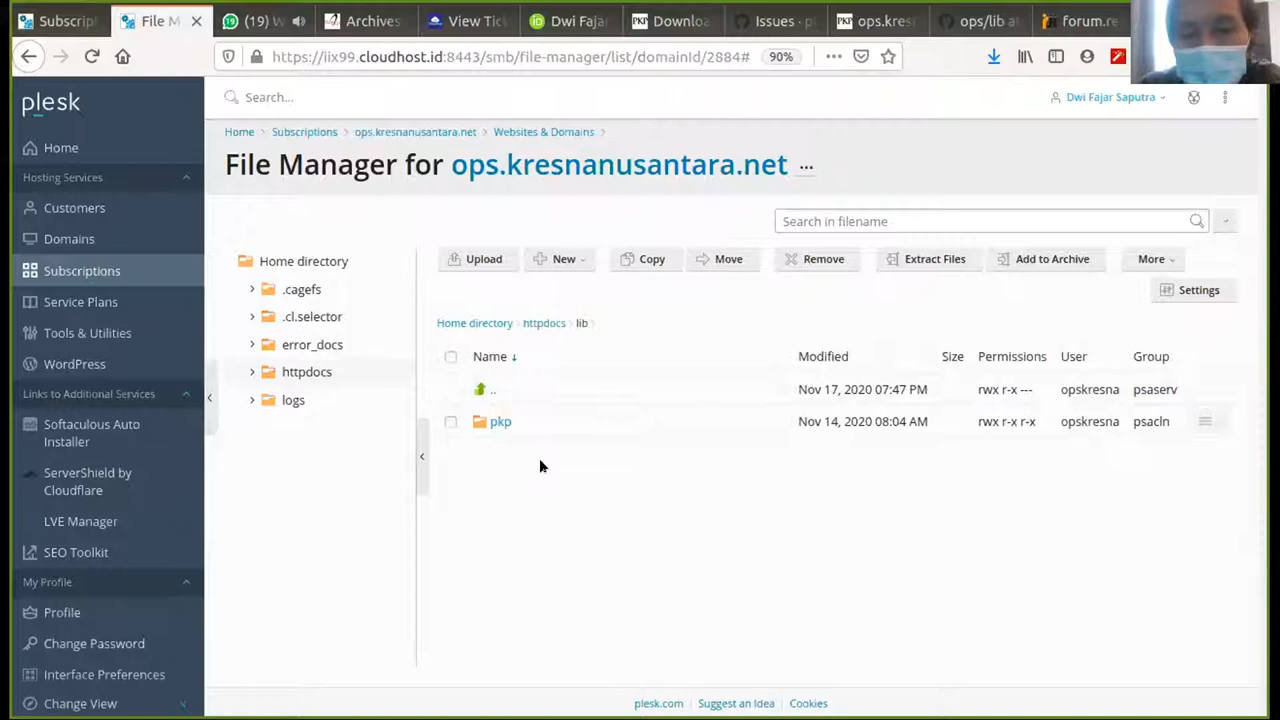 Subscrip
File M
(19) W
Archives
View Tick
Dwi Fajar
PKP Downlo
Issues · p
PKP ops.kres
ops/lib at
forum.re
https://iix99.cloudhost.id:8443/smb/file-manager/list/domainId/2884# 90%
plesk
Search...
Dwi Fajar Saputra
Home
Hosting Services
Customers
Domains
Subscriptions
Service Plans
Tools & Utilities
WordPress
Links to Additional Services
Softaculous Auto
Installer
ServerShield by
Cloudflare
LVE Manager
SEO Toolkit
My Profile
Profile
Change Password
Interface Preferences
Change View
Home Subscriptions ops.kresnanusantara.net Websites & Domains
File Manager for ops.kresnanusantara.net ...
Search in filename
Home directory
.cagefs
.cl.selector
error_docs
httpdocs
logs
Upload New Copy Move Remove Extract Files Add to Archive More
Settings
Home directory httpdocs lib
Name ↓ Modified Size Permissions User Group
.. Nov 17, 2020 07:47 PM rwx r-x --- opskresna psaserv
pkp Nov 14, 2020 08:04 AM rwx r-x r-x opskresna psacln
plesk.com Suggest an Idea Cookies